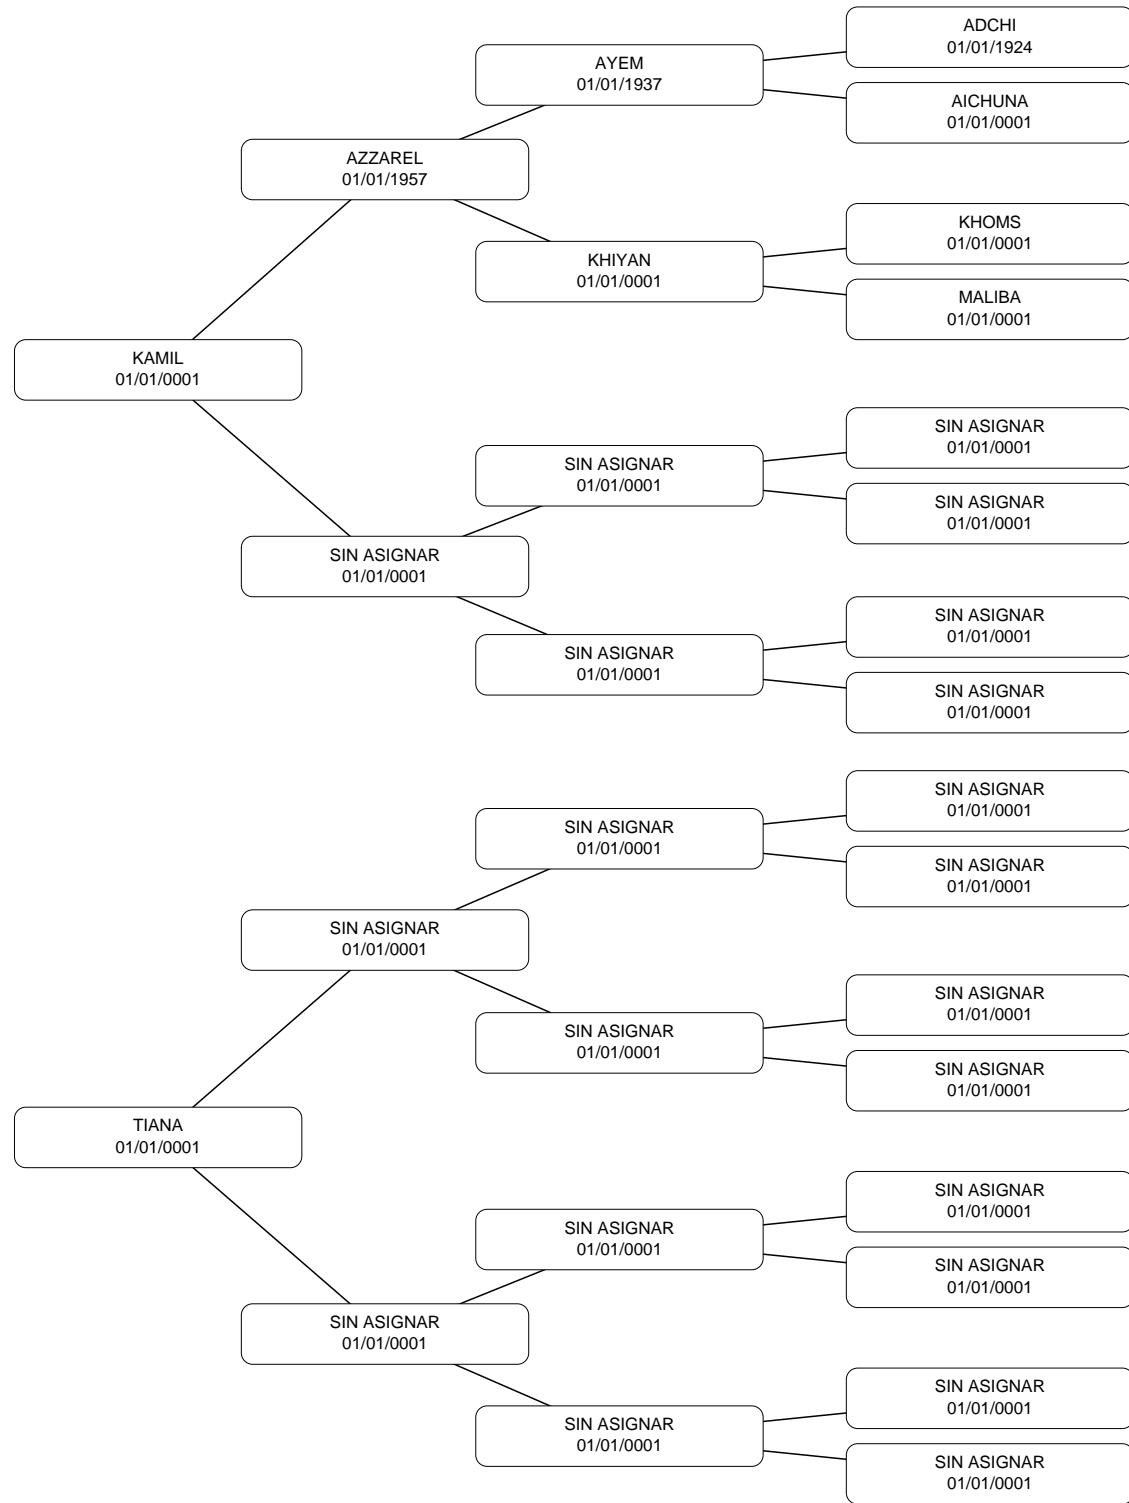 ADCHI
01/01/1924
AYEM
01/01/1937
AICHUNA
01/01/0001
AZZAREL
01/01/1957
KHOMS
01/01/0001
KHIYAN
01/01/0001
MALIBA
01/01/0001
KAMIL
01/01/0001
SIN ASIGNAR
01/01/0001
SIN ASIGNAR
01/01/0001
SIN ASIGNAR
01/01/0001
SIN ASIGNAR
01/01/0001
SIN ASIGNAR
01/01/0001
SIN ASIGNAR
01/01/0001
SIN ASIGNAR
01/01/0001
SIN ASIGNAR
01/01/0001
SIN ASIGNAR
01/01/0001
SIN ASIGNAR
01/01/0001
SIN ASIGNAR
01/01/0001
SIN ASIGNAR
01/01/0001
SIN ASIGNAR
01/01/0001
SIN ASIGNAR
01/01/0001
TIANA
01/01/0001
SIN ASIGNAR
01/01/0001
SIN ASIGNAR
01/01/0001
SIN ASIGNAR
01/01/0001
SIN ASIGNAR
01/01/0001
SIN ASIGNAR
01/01/0001
SIN ASIGNAR
01/01/0001
SIN ASIGNAR
01/01/0001